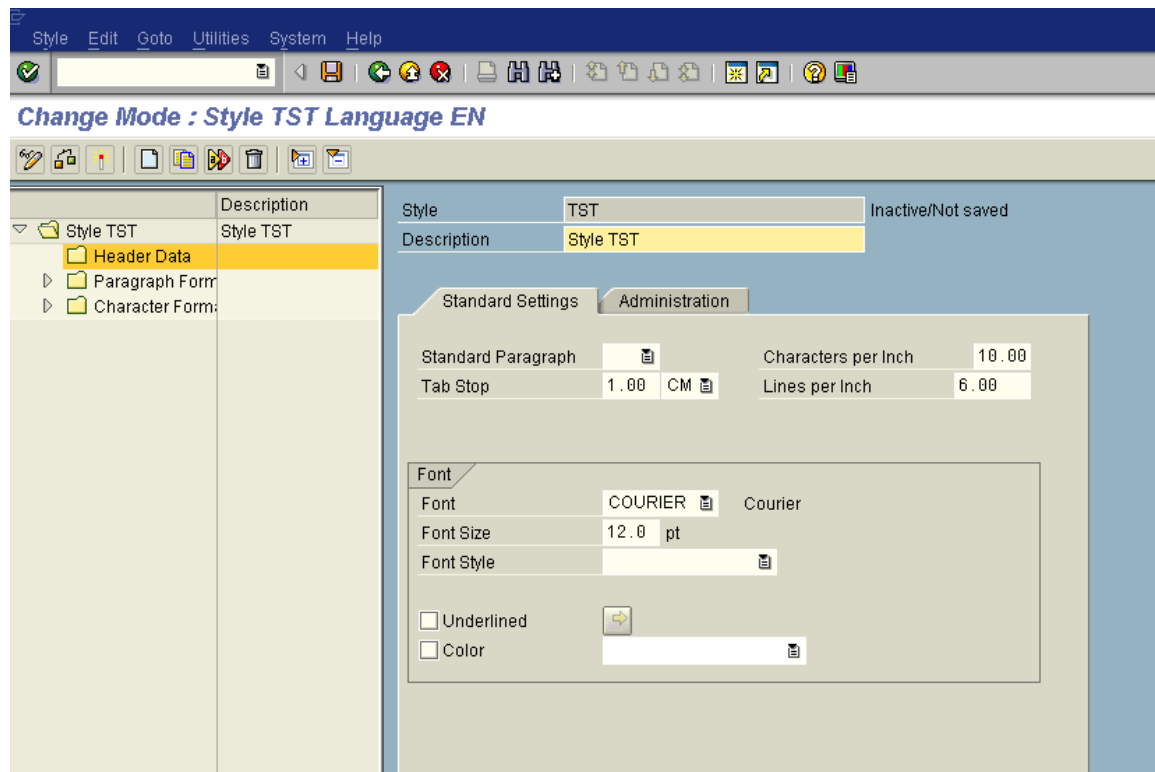 Style Edit Goto Utilities System Help
Change Mode : Style TST Language EN
Description
Style TST Style TST
Header Data
Paragraph Form
Character Form
Style TST Inactive/Not saved
Description Style TST
Standard Settings Administration
Standard Paragraph Characters per Inch 10.00
Tab Stop 1.00 CM Lines per Inch 6.00
Font
Font COURIER Courier
Font Size 12.0 pt
Font Style
Underlined
Color